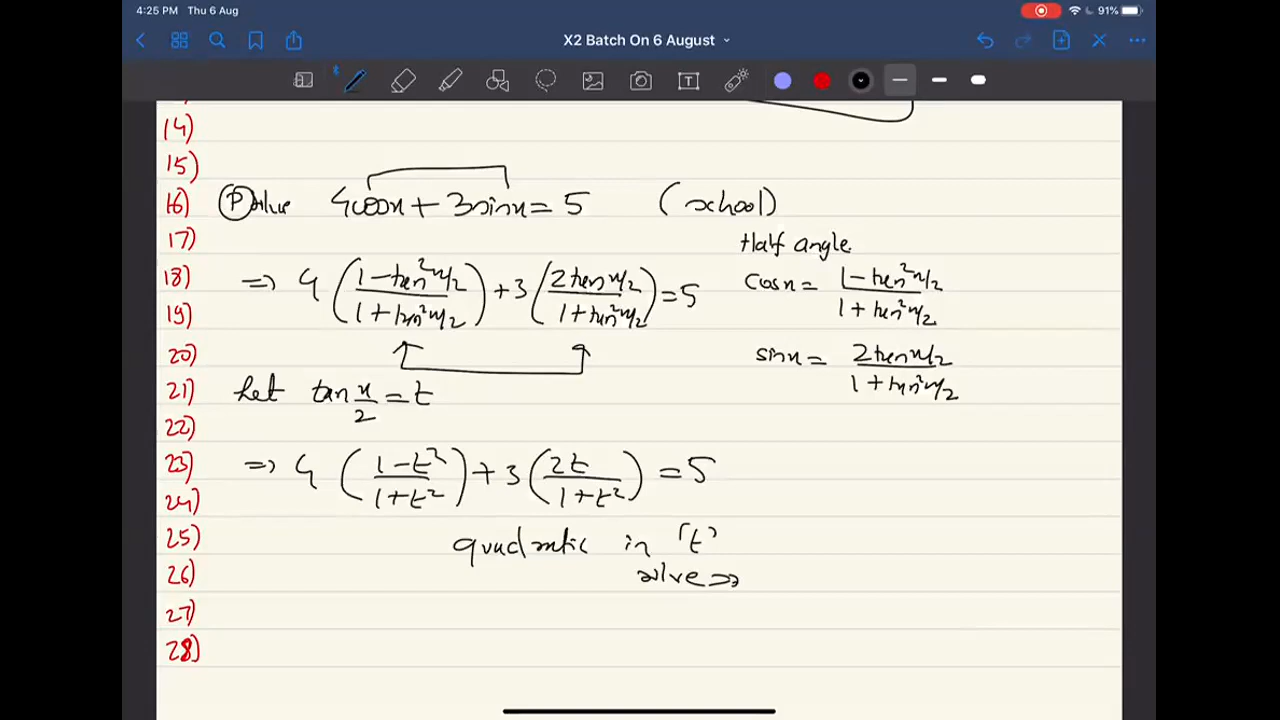 4:25 PM Thu 6 Aug
91%
X2 Batch On 6 August
T
14)
15)
16) (P) solve 4cosx + 3sinx = 5 (school)
17) Half angle
18) => 4 (1-tan²x/2 / 1+tan²x/2) + 3 (2tanx/2 / 1+tan²x/2) = 5 cosx = 1-tan²x/2 / 1+tan²x/2
19)
20) sinx = 2tanx/2 / 1+tan²x/2
21) Let tan x/2 = t
22)
23) => 4 (1-t² / 1+t²) + 3 (2t / 1+t²) = 5
24)
25) quadratic in 't'
26) solve =>
27)
28)